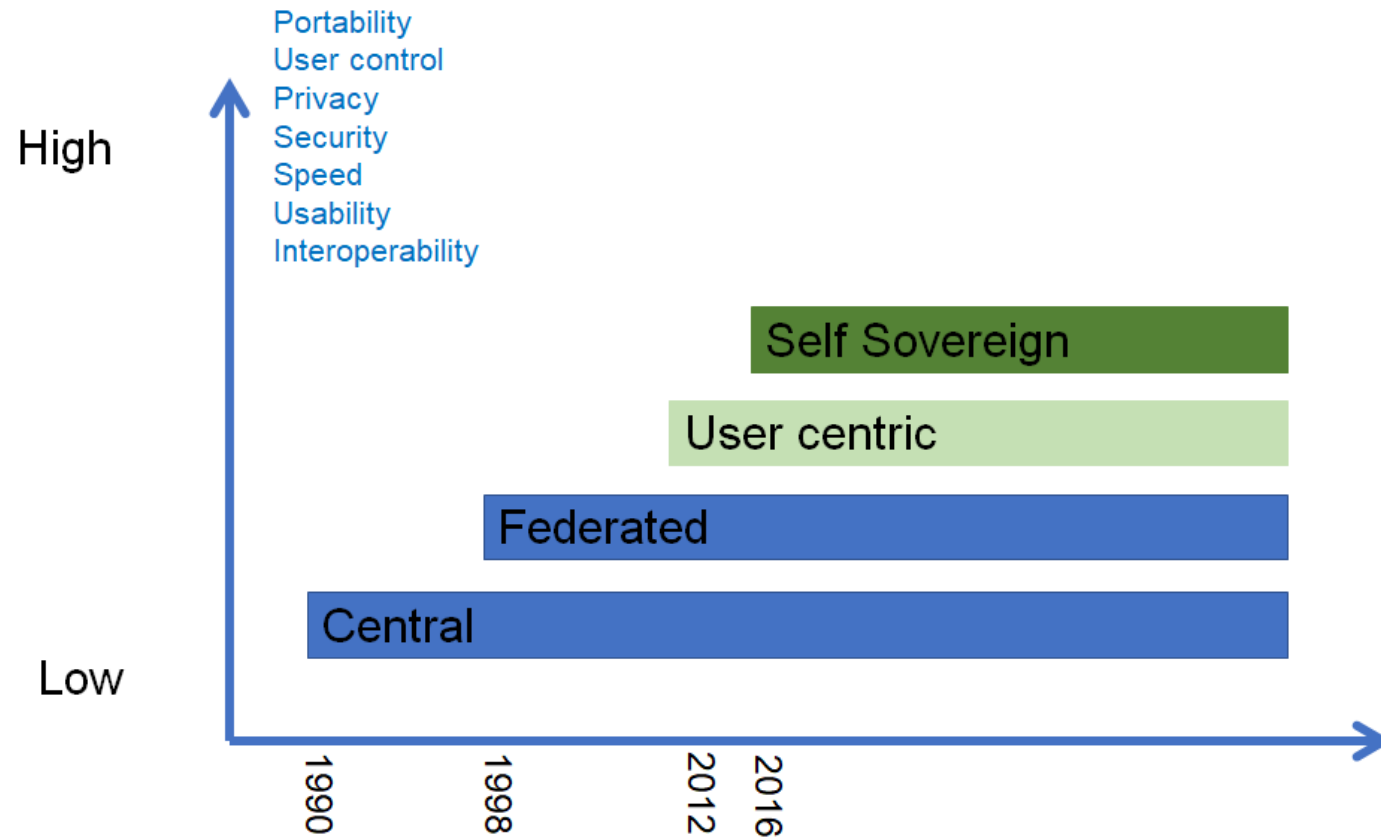 Portability
User control
Privacy
High
Security
Speed
Usability
Interoperability
Self Sovereign
User centric
Federated
Central
Low
1990
1998
2012
2016